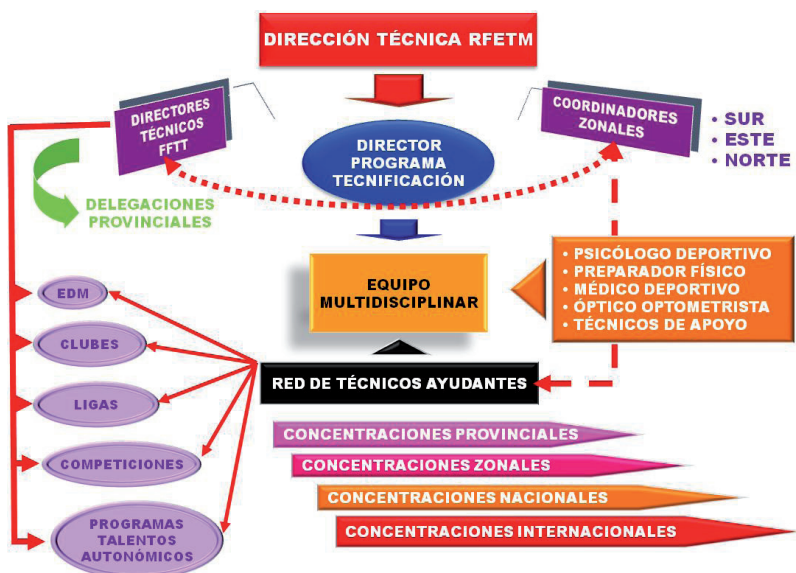 DIRECCIÓN TÉCNICA RFETM
DIRECTORES
TÉCNICOS
FFTT
COORDINADORES
ZONALES
• SUR
• ESTE
• NORTE
DIRECTOR
PROGRAMA
TECNIFICACIÓN
DELEGACIONES
PROVINCIALES
EQUIPO
MULTIDISCIPLINAR
• PSICÓLOGO DEPORTIVO
• PREPARADOR FÍSICO
• MÉDICO DEPORTIVO
• ÓPTICO OPTOMETRISTA
• TÉCNICOS DE APOYO
EDM
CLUBES
LIGAS
COMPETICIONES
PROGRAMAS
TALENTOS
AUTONÓMICOS
RED DE TÉCNICOS AYUDANTES
CONCENTRACIONES PROVINCIALES
CONCENTRACIONES ZONALES
CONCENTRACIONES NACIONALES
CONCENTRACIONES INTERNACIONALES